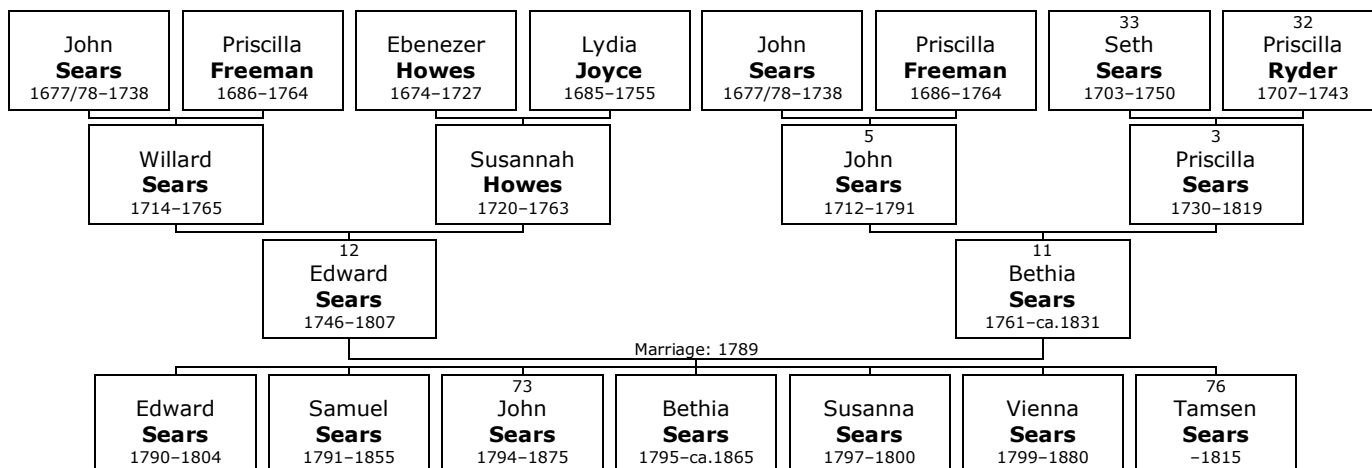 John
Sears
1677/78–1738
Priscilla
Freeman
1686–1764
Ebenezer
Howes
1674–1727
Lydia
Joyce
1685–1755
John
Sears
1677/78–1738
Priscilla
Freeman
1686–1764
33
Seth
Sears
1703–1750
32
Priscilla
Ryder
1707–1743
Willard
Sears
1714–1765
Susannah
Howes
1720–1763
5
John
Sears
1712–1791
3
Priscilla
Sears
1730–1819
12
Edward
Sears
1746–1807
11
Bethia
Sears
1761–ca.1831
Marriage: 1789
Edward
Sears
1790–1804
Samuel
Sears
1791–1855
73
John
Sears
1794–1875
Bethia
Sears
1795–ca.1865
Susanna
Sears
1797–1800
Vienna
Sears
1799–1880
76
Tamsen
Sears
–1815